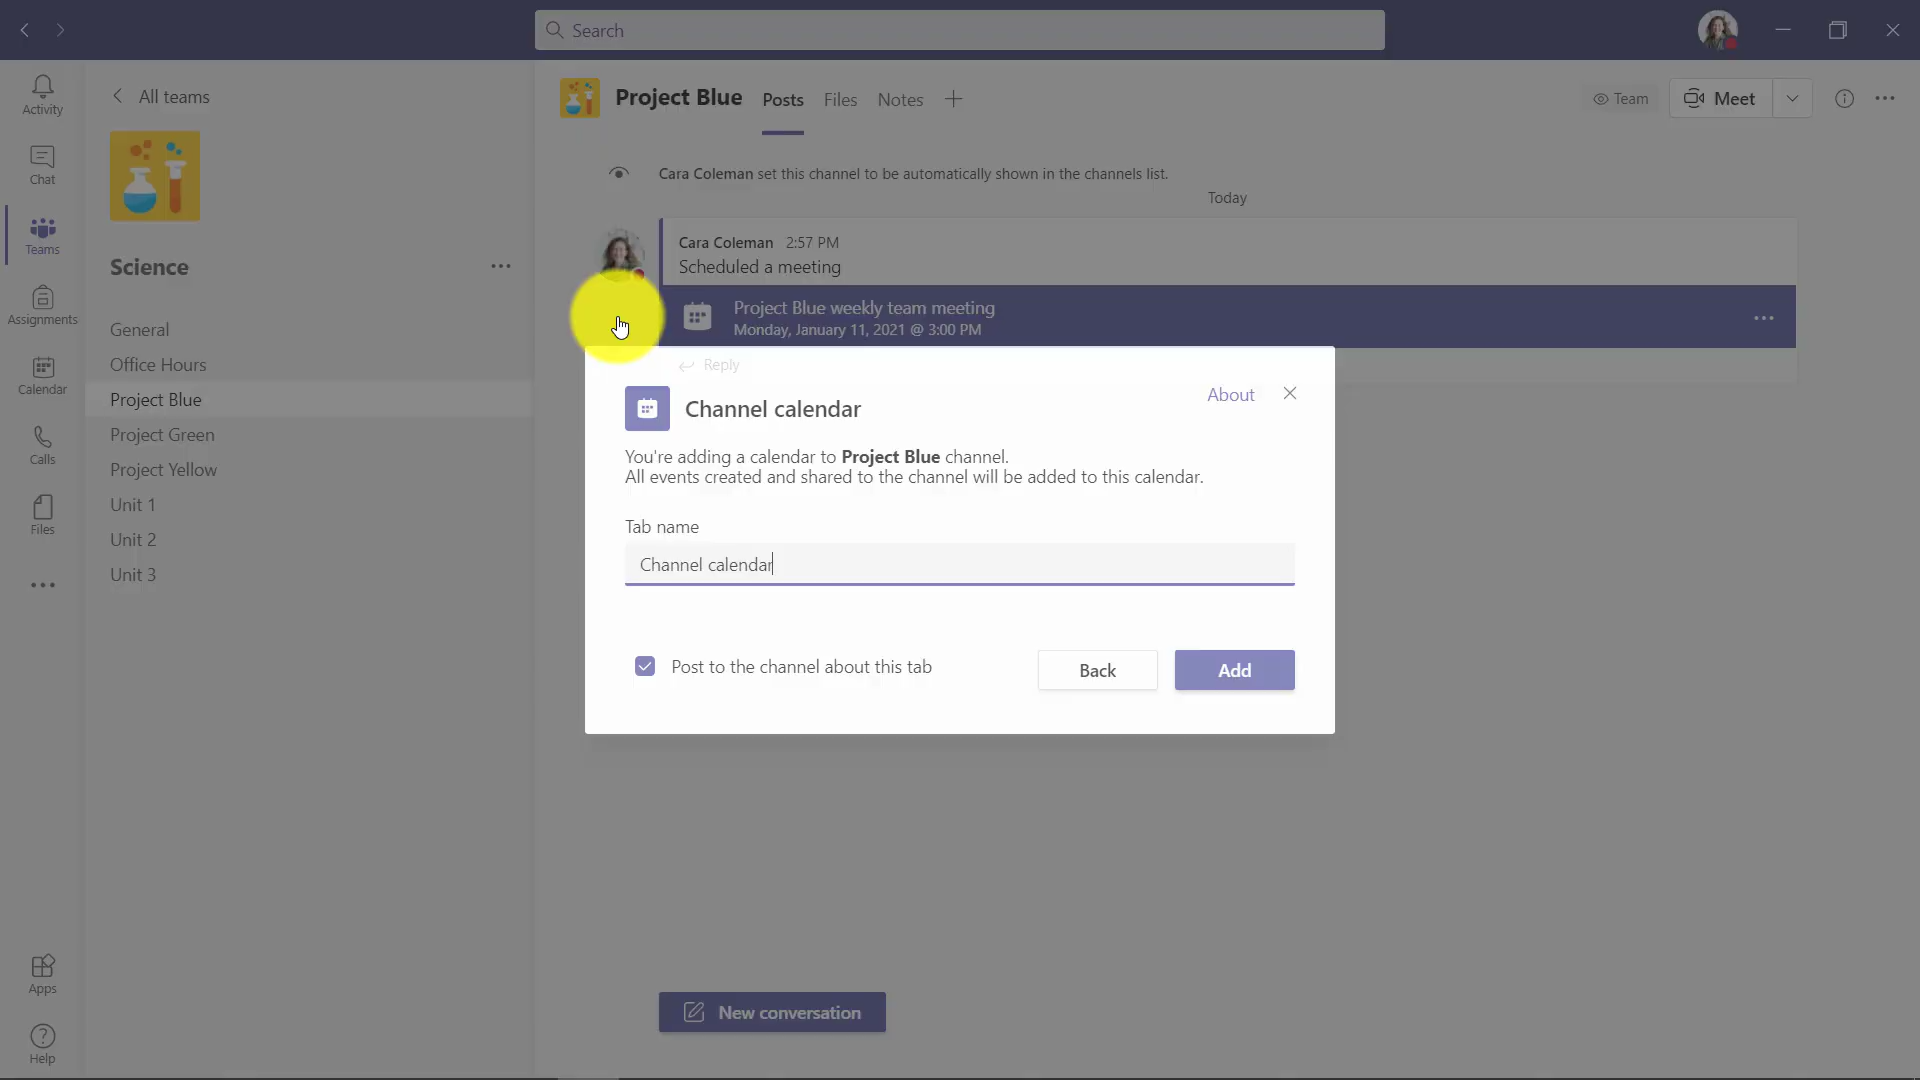 Search
Activity
Chat
Teams
Assignments
Calendar
Calls
Files
Apps
Help
All teams
Science
General
Office Hours
Project Blue
Project Green
Project Yellow
Unit 1
Unit 2
Unit 3
Project Blue Posts Files Notes
Team Meet
Cara Coleman set this channel to be automatically shown in the channels list.
Today
Cara Coleman 2:57 PM
Scheduled a meeting
Project Blue weekly team meeting
Monday, January 11, 2021 @ 3:00 PM
Reply
Channel calendar
About
You're adding a calendar to Project Blue channel.
All events created and shared to the channel will be added to this calendar.
Tab name
Channel calendar
Post to the channel about this tab
Back
Add
New conversation